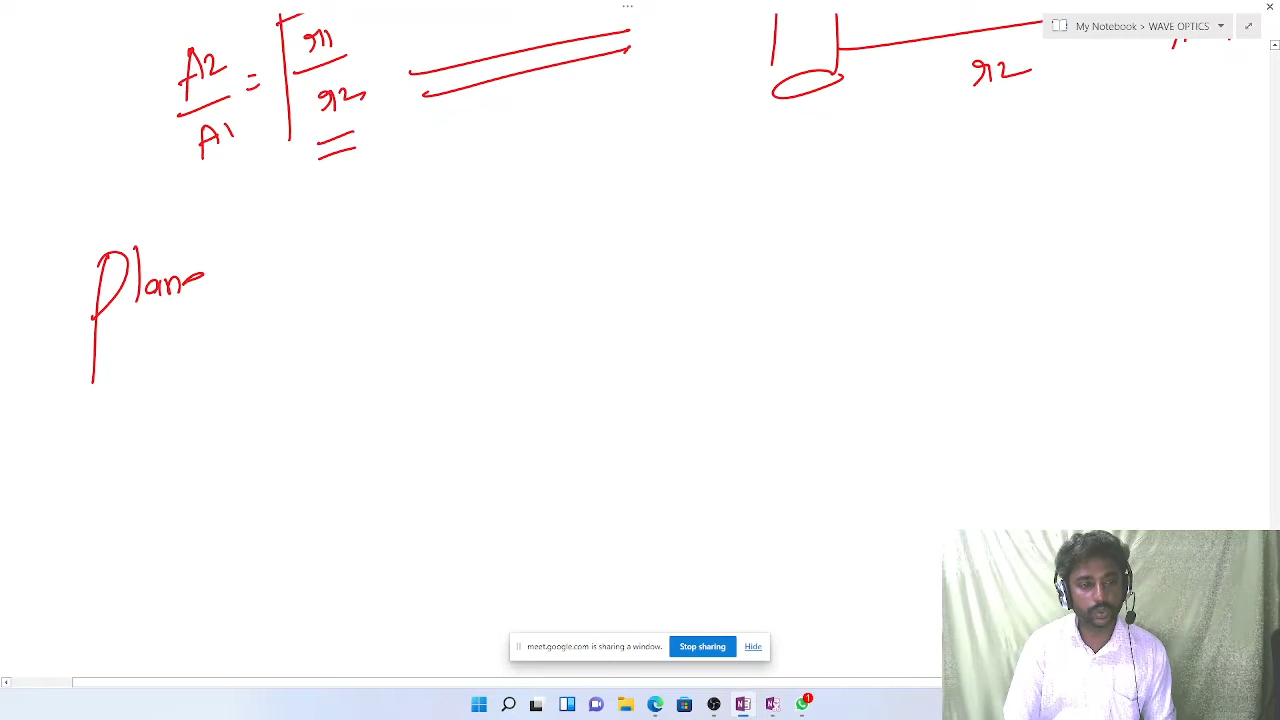 My Notebook > WAVE OPTICS
A2/A1 = √r1/r2
r2
Plane
meet.google.com is sharing a window. Stop sharing Hide
1